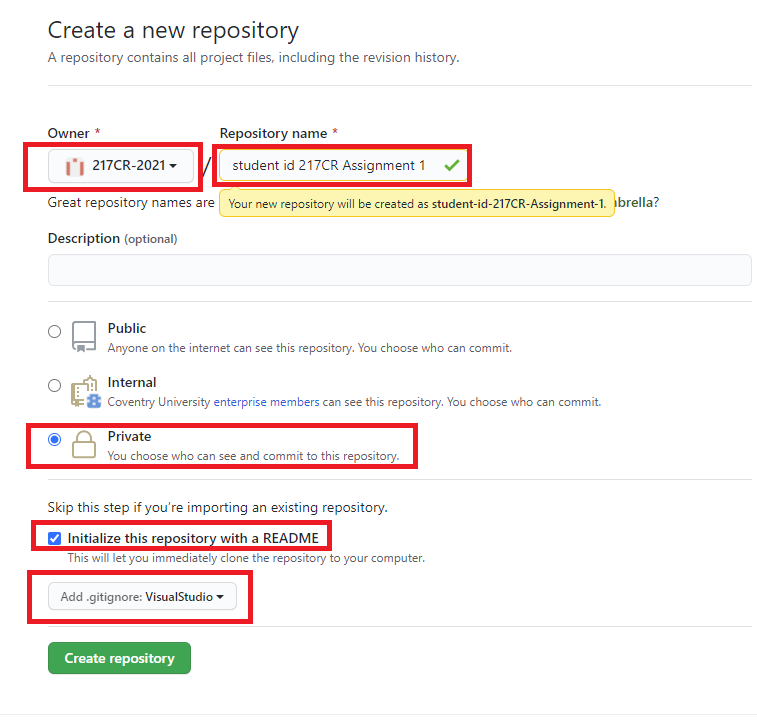 Create a new repository
A repository contains all project files, including the revision history.
Owner * Repository name *
217CR-2021 / student id 217CR Assignment 1
Great repository names are
Your new repository will be created as student-id-217CR-Assignment-1.
Description (optional)
Public
Anyone on the internet can see this repository. You choose who can commit.
Internal
Coventry University enterprise members can see this repository. You choose who can commit.
Private
You choose who can see and commit to this repository.
Skip this step if you're importing an existing repository.
Initialize this repository with a README
This will let you immediately clone the repository to your computer.
Add .gitignore: VisualStudio
Create repository